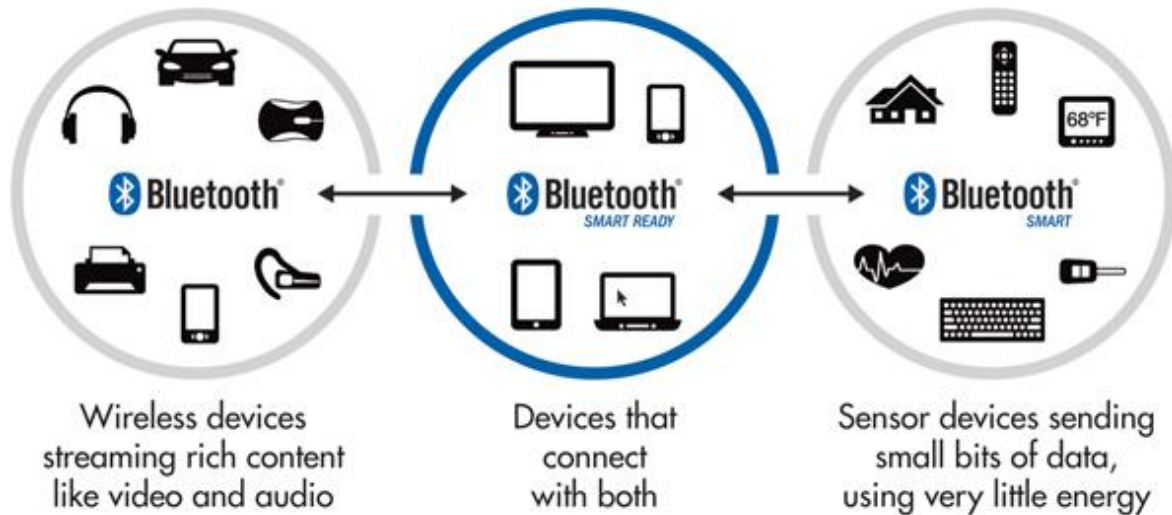 68°F
Bluetooth®
Bluetooth®
SMART READY
Bluetooth®
SMART
Wireless devices
streaming rich content
like video and audio
Devices that
connect
with both
Sensor devices sending
small bits of data,
using very little energy